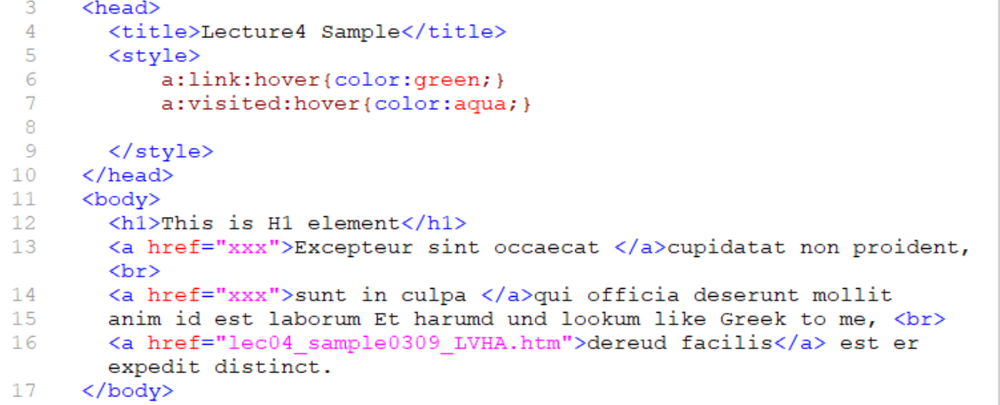 3 <head>
4 <title>Lecture4 Sample</title>
5 <style>
6 a:link:hover{color:green;}
7 a:visited:hover{color:aqua;}
8
9 </style>
10 </head>
11 <body>
12 <h1>This is H1 element</h1>
13 <a href="xxx">Excepteur sint occaecat </a>cupidatat non proident,
<br>
14 <a href="xxx">sunt in culpa </a>qui officia deserunt mollit
15 anim id est laborum Et harumd und lookum like Greek to me, <br>
16 <a href="lec04_sample0309_LVHA.htm">dereud facilis</a> est er
expedit distinct.
17 </body>